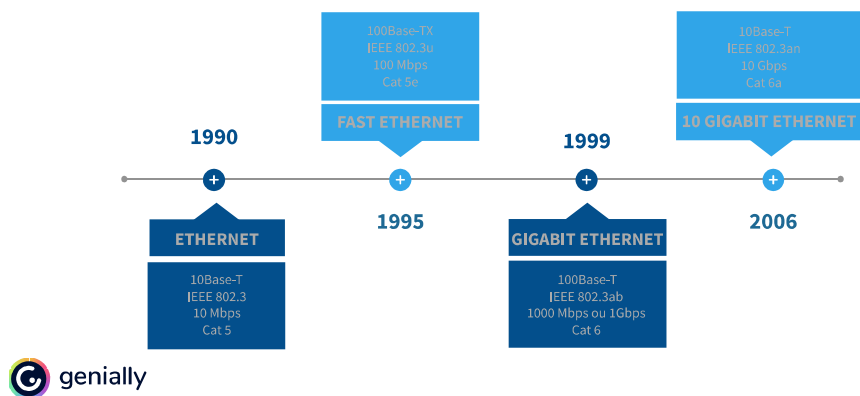 100Base-TX
IEEE 802.3u
100 Mbps
Cat 5e
10Base-T
IEEE 802.3an
10 Gbps
Cat 6a
1990
FAST ETHERNET
1999
10 GIGABIT ETHERNET
ETHERNET
1995
GIGABIT ETHERNET
2006
10Base-T
IEEE 802.3
10 Mbps
Cat 5
100Base-T
IEEE 802.3ab
1000 Mbps ou 1Gbps
Cat 6
genially